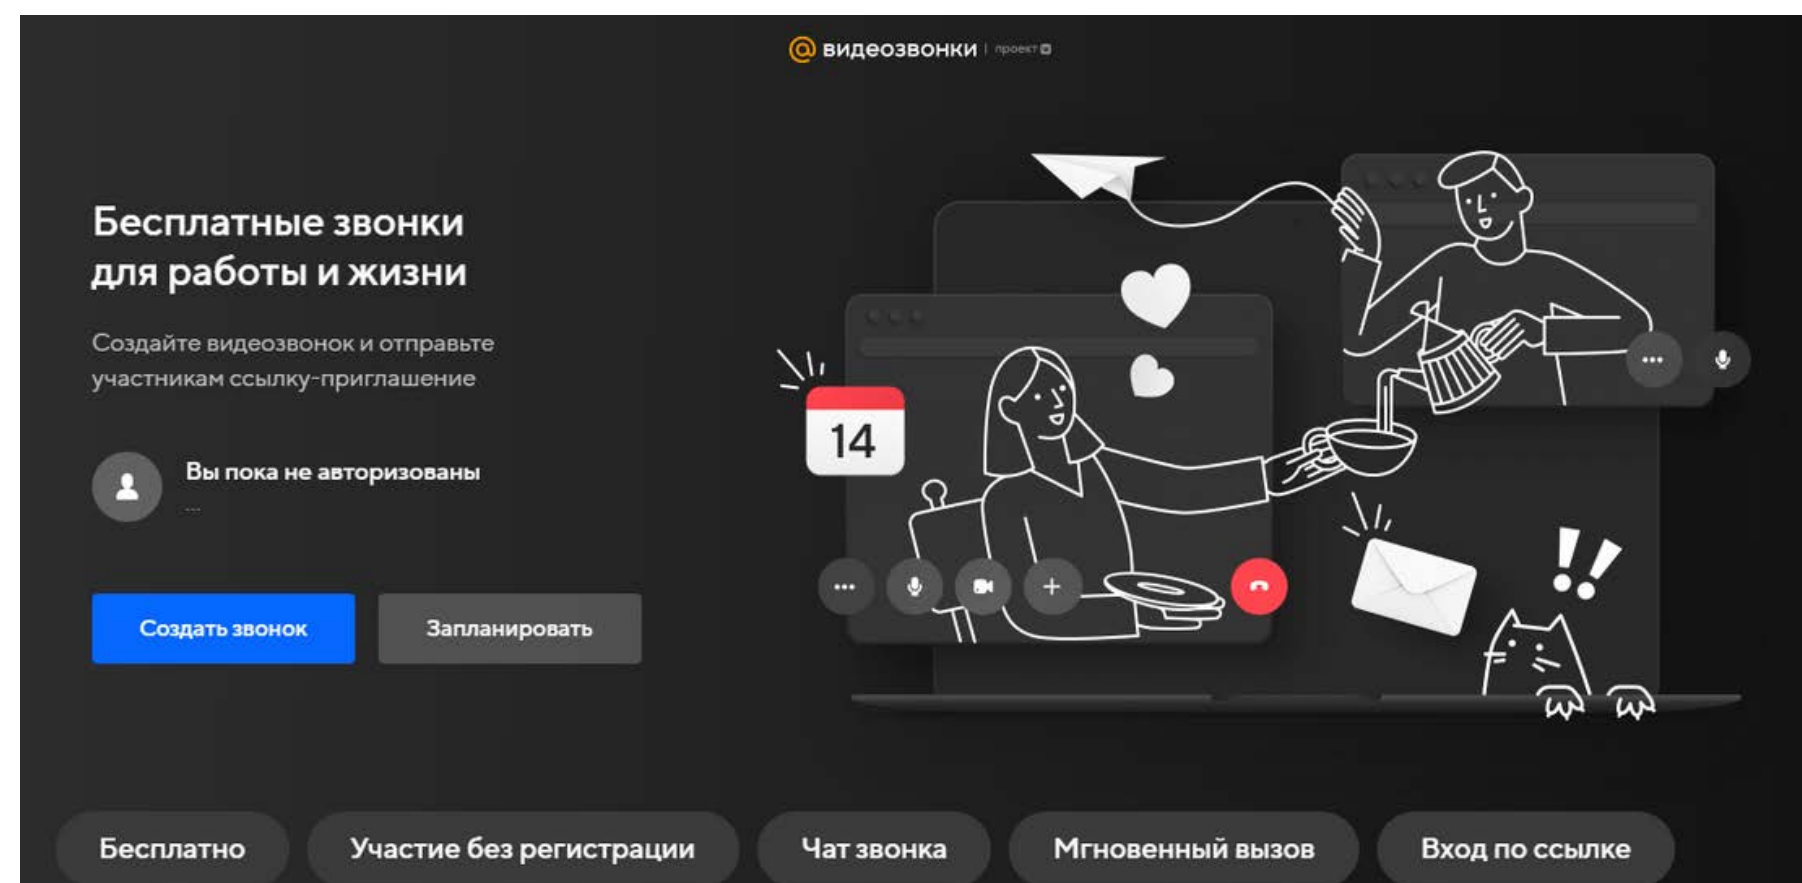 @ видеозвонки | проект
Бесплатные звонки
для работы и жизни
Создайте видеозвонок и отправьте
участникам ссылку-приглашение
Вы пока не авторизованы
...
Создать звонок
Запланировать
14
Бесплатно
Участие без регистрации
Чат звонка
Мгновенный вызов
Вход по ссылке